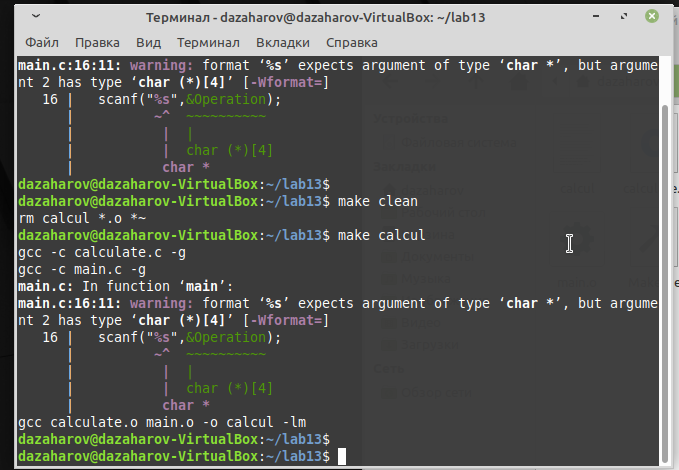 Терминал - dazaharov@dazaharov-VirtualBox: ~/lab13
Файл Правка Вид Терминал Вкладки Справка
main.c:16:11: warning: format ‘%s’ expects argument of type ‘char *’, but argume
nt 2 has type ‘char (*)[4]’ [-Wformat=]
16 | scanf("%s",&Operation);
| ~^ ~~~~~~~~~~
| | |
| | char (*)[4]
| char *
dazaharov@dazaharov-VirtualBox:~/lab13$
dazaharov@dazaharov-VirtualBox:~/lab13$ make clean
rm calcul *.o *~
dazaharov@dazaharov-VirtualBox:~/lab13$ make calcul
gcc -c calculate.c -g
gcc -c main.c -g
main.c: In function ‘main’:
main.c:16:11: warning: format ‘%s’ expects argument of type ‘char *’, but argume
nt 2 has type ‘char (*)[4]’ [-Wformat=]
16 | scanf("%s",&Operation);
| ~^ ~~~~~~~~~~
| | |
| | char (*)[4]
| char *
gcc calculate.o main.o -o calcul -lm
dazaharov@dazaharov-VirtualBox:~/lab13$
dazaharov@dazaharov-VirtualBox:~/lab13$